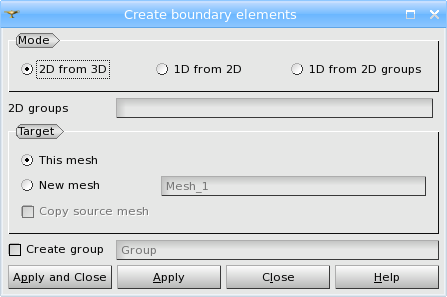 Create boundary elements
Mode
2D from 3D 1D from 2D 1D from 2D groups
2D groups
Target
This mesh
New mesh Mesh_1
Copy source mesh
Create group Group
Apply and Close Apply Close Help